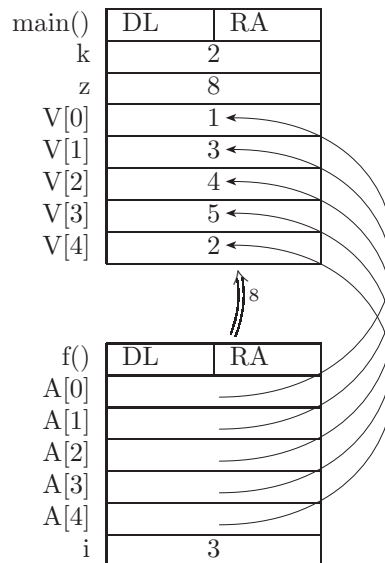 main() DL RA
k 2
z 8
V[0] 1
V[1] 3
V[2] 4
V[3] 5
V[4] 2
8
f() DL RA
A[0]
A[1]
A[2]
A[3]
A[4]
i 3